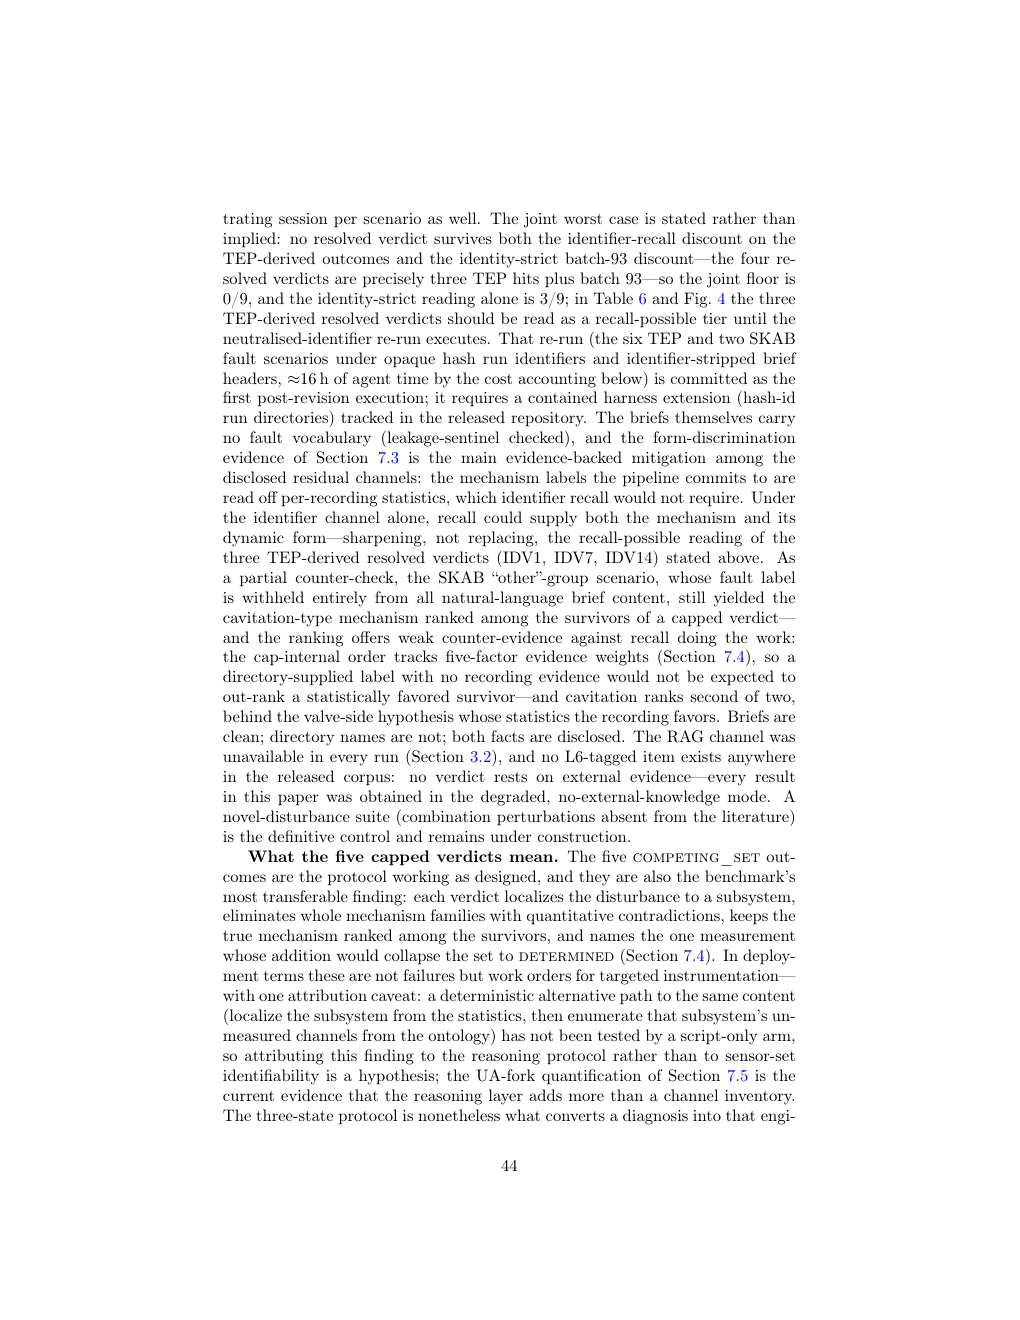 trating session per scenario as well. The joint worst case is stated rather than
implied: no resolved verdict survives both the identifier-recall discount on the
TEP-derived outcomes and the identity-strict batch-93 discount—the four re-
solved verdicts are precisely three TEP hits plus batch 93—so the joint floor is
0/9, and the identity-strict reading alone is 3/9; in Table 6 and Fig. 4 the three
TEP-derived resolved verdicts should be read as a recall-possible tier until the
neutralised-identifier re-run executes. That re-run (the six TEP and two SKAB
fault scenarios under opaque hash run identifiers and identifier-stripped brief
headers, ≈16 h of agent time by the cost accounting below) is committed as the
first post-revision execution; it requires a contained harness extension (hash-id
run directories) tracked in the released repository. The briefs themselves carry
no fault vocabulary (leakage-sentinel checked), and the form-discrimination
evidence of Section 7.3 is the main evidence-backed mitigation among the
disclosed residual channels: the mechanism labels the pipeline commits to are
read off per-recording statistics, which identifier recall would not require. Under
the identifier channel alone, recall could supply both the mechanism and its
dynamic form—sharpening, not replacing, the recall-possible reading of the
three TEP-derived resolved verdicts (IDV1, IDV7, IDV14) stated above. As
a partial counter-check, the SKAB “other”-group scenario, whose fault label
is withheld entirely from all natural-language brief content, still yielded the
cavitation-type mechanism ranked among the survivors of a capped verdict—
and the ranking offers weak counter-evidence against recall doing the work:
the cap-internal order tracks five-factor evidence weights (Section 7.4), so a
directory-supplied label with no recording evidence would not be expected to
out-rank a statistically favored survivor—and cavitation ranks second of two,
behind the valve-side hypothesis whose statistics the recording favors. Briefs are
clean; directory names are not; both facts are disclosed. The RAG channel was
unavailable in every run (Section 3.2), and no L6-tagged item exists anywhere
in the released corpus: no verdict rests on external evidence—every result
in this paper was obtained in the degraded, no-external-knowledge mode. A
novel-disturbance suite (combination perturbations absent from the literature)
is the definitive control and remains under construction.
What the five capped verdicts mean. The five COMPETING_SET out-
comes are the protocol working as designed, and they are also the benchmark’s
most transferable finding: each verdict localizes the disturbance to a subsystem,
eliminates whole mechanism families with quantitative contradictions, keeps the
true mechanism ranked among the survivors, and names the one measurement
whose addition would collapse the set to DETERMINED (Section 7.4). In deploy-
ment terms these are not failures but work orders for targeted instrumentation—
with one attribution caveat: a deterministic alternative path to the same content
(localize the subsystem from the statistics, then enumerate that subsystem’s un-
measured channels from the ontology) has not been tested by a script-only arm,
so attributing this finding to the reasoning protocol rather than to sensor-set
identifiability is a hypothesis; the UA-fork quantification of Section 7.5 is the
current evidence that the reasoning layer adds more than a channel inventory.
The three-state protocol is nonetheless what converts a diagnosis into that engi-
44